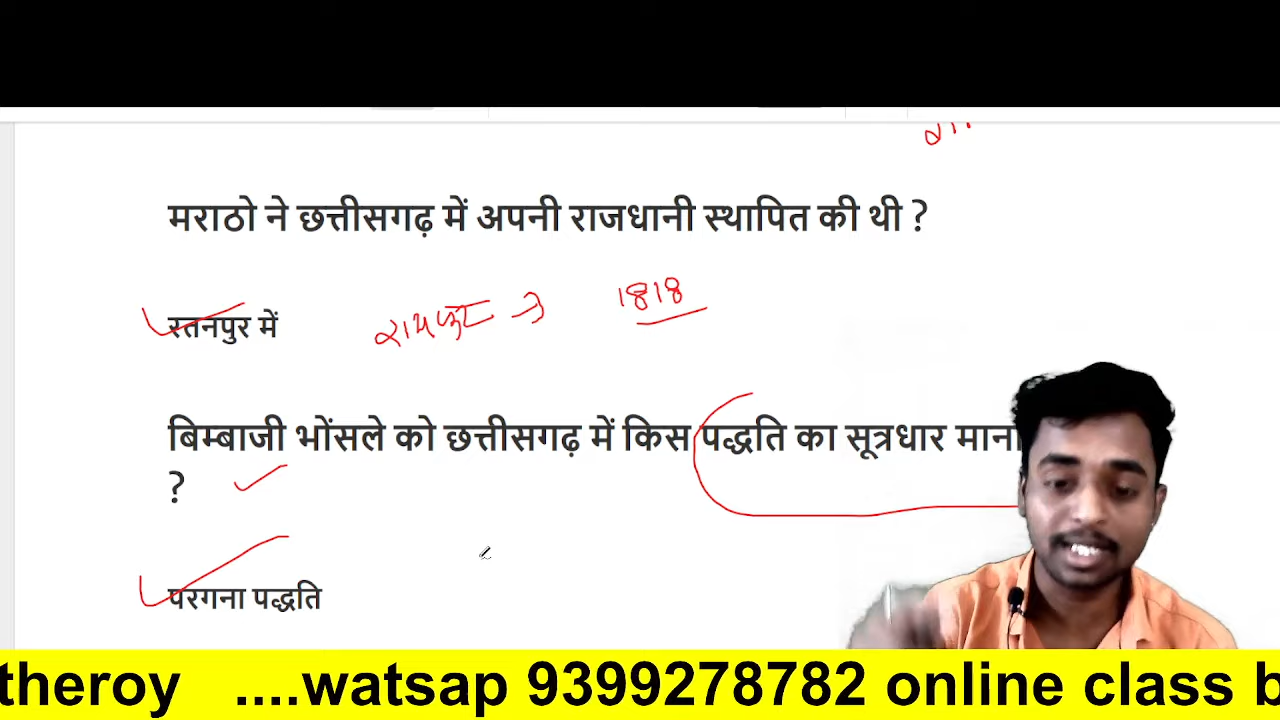 मराठो ने छत्तीसगढ़ में अपनी राजधानी स्थापित की थी ?
रतनपुर में
रायपुर → 1818
बिम्बाजी भोंसले को छत्तीसगढ़ में किस पद्धति का सूत्रधार माना
?
परगना पद्धति
theroy ....watsap 9399278782 online class b